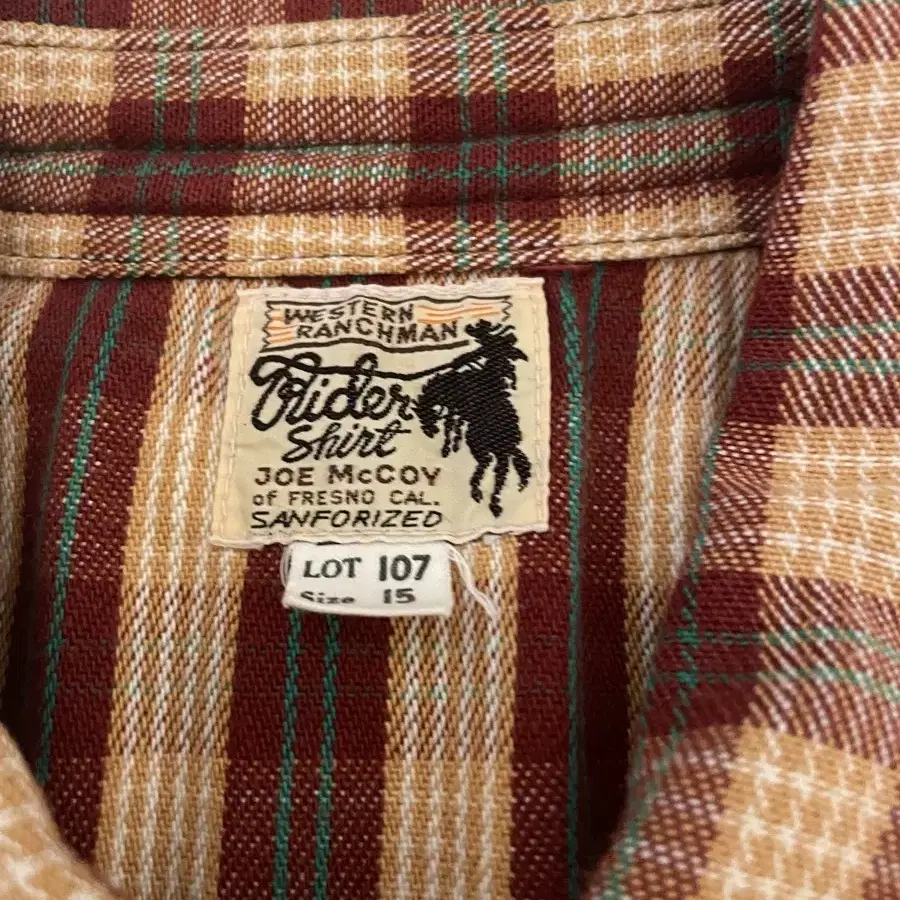 WESTERN
RANCHMAN
Rider
Shirt
JOE McCOY
OF FRESNO CAL.
SANFORIZED
LOT 107
Size 15